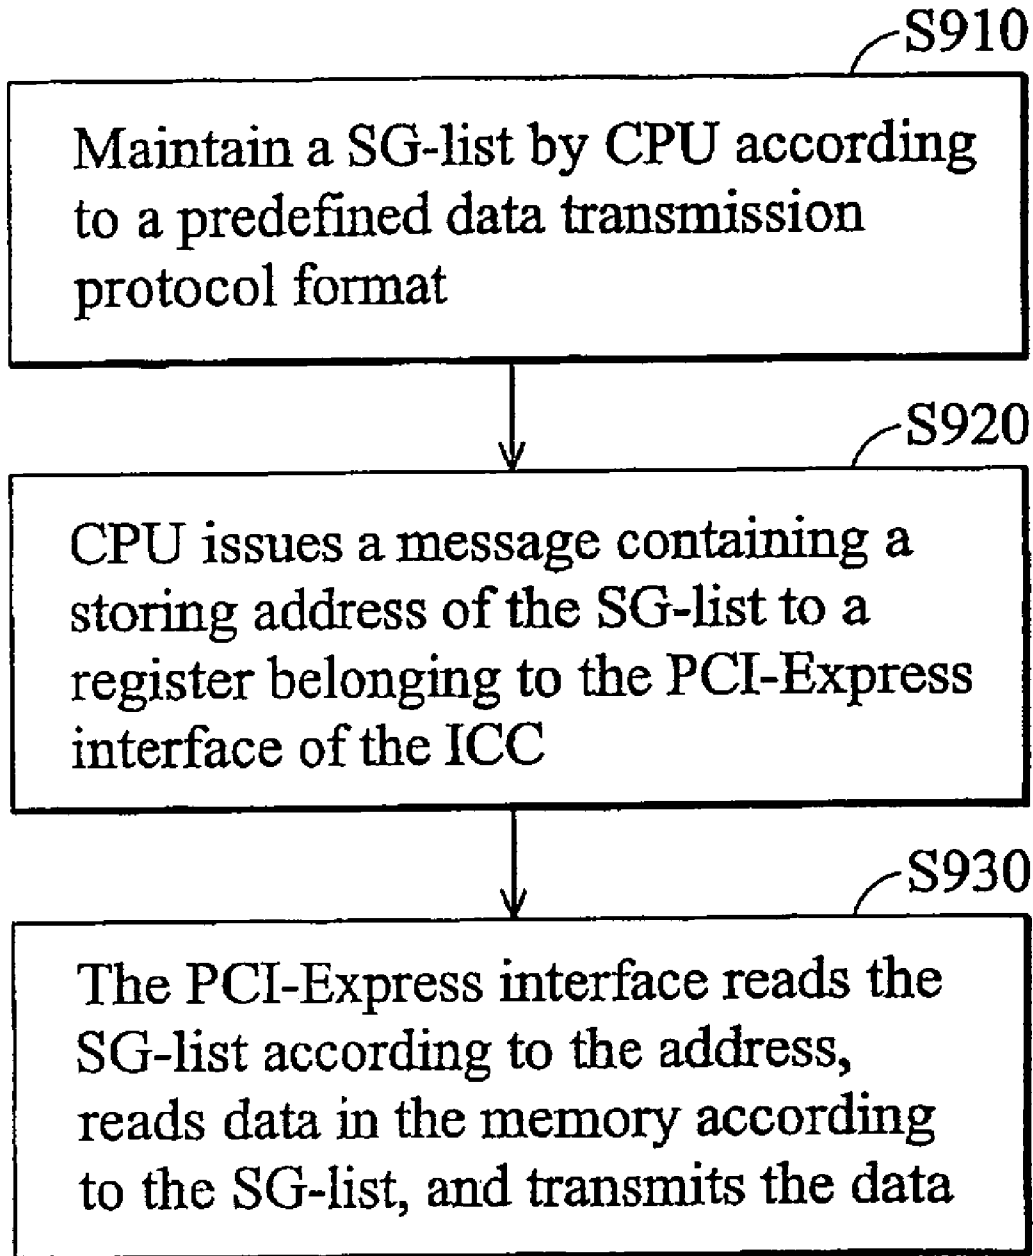 S910
Maintain a SG-list by CPU according
to a predefined data transmission
protocol format
S920
CPU issues a message containing a
storing address of the SG-list to a
register belonging to the PCI-Express
interface of the ICC
S930
The PCI-Express interface reads the
SG-list according to the address,
reads data in the memory according
to the SG-list, and transmits the data